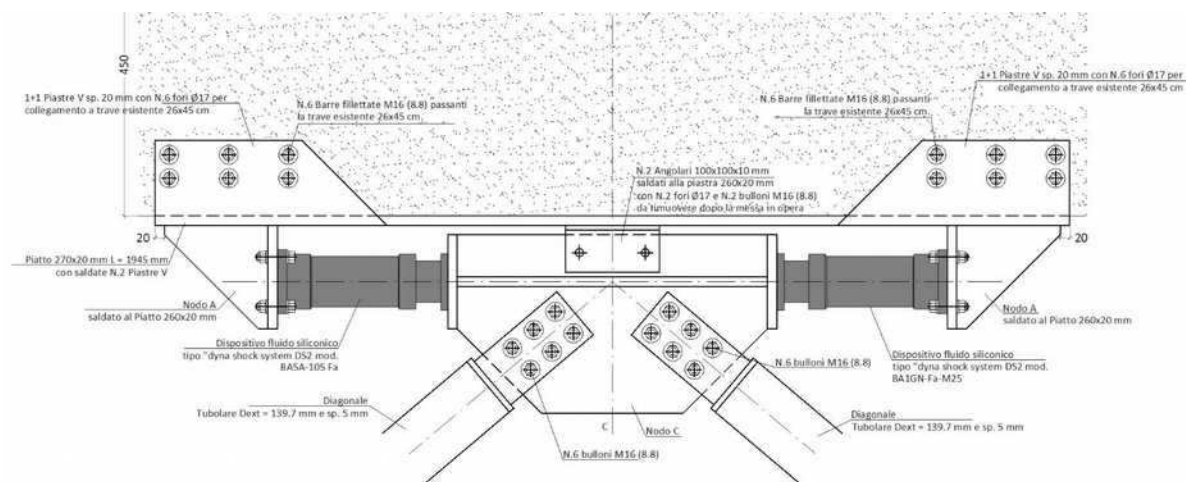 450
1+1 Piastre V sp. 20 mm con N.6 fori Ø17 per
collegamento a trave esistente 26x45 cm
N.6 Barre filettate M16 (8.8) passanti
la trave esistente 26x45 cm
1+1 Piastre V sp. 20 mm con N.6 fori Ø17 per
collegamento a trave esistente 26x45 cm
N.6 Barre fillettate M16 (8.8) passanti
la trave esistente 26x45 cm
N.2 Angolari 100x100x10 mm
saldati alla piastra 260x20 mm
con N.2 fori Ø17 e N.2 bulloni M16 (8.8)
da rimuovere dopo la messa in opera
20
20
Piatto 270x20 mm L = 1945 mm
con saldate N.2 Piastre V
Nodo A
saldato al Piatto 260x20 mm
Nodo A
saldato al Piatto 260x20 mm
Dispositivo fluido siliconico
tipo "dyna shock system DS2 mod.
BASA-105 Fa
Dispositivo fluido siliconico
tipo "dyna shock system DS2 mod.
BA1GN-Fa-M25
N.6 bulloni M16 (8.8)
Diagonale
Tubolare Dext = 139.7 mm e sp. 5 mm
Diagonale
Tubolare Dext = 139.7 mm e sp. 5 mm
C
Nodo C
N.6 bulloni M16 (8.8)